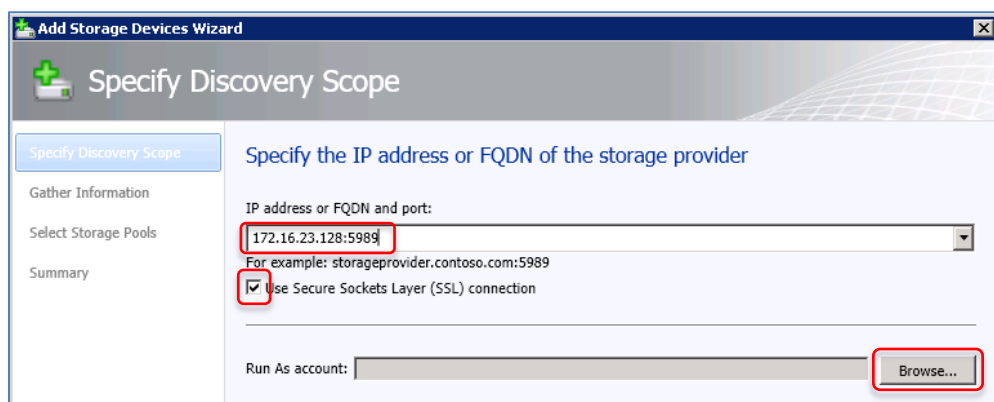 Add Storage Devices Wizard
Specify Discovery Scope
Specify Discovery Scope
Gather Information
Select Storage Pools
Summary
Specify the IP address or FQDN of the storage provider
IP address or FQDN and port:
172.16.23.128:5989
For example: storageprovider.contoso.com:5989
Use Secure Sockets Layer (SSL) connection
Run As account:
Browse...